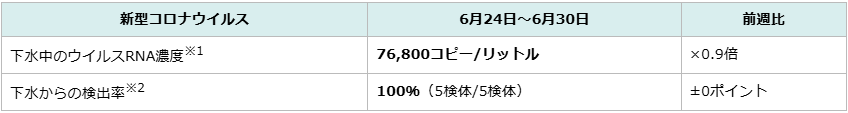 新型コロナウイルス 6月24日～6月30日 前週比
下水中のウイルスRNA濃度※1 76,800コピー/リットル ×0.9倍
下水からの検出率※2 100%（5検体/5検体） ±0ポイント